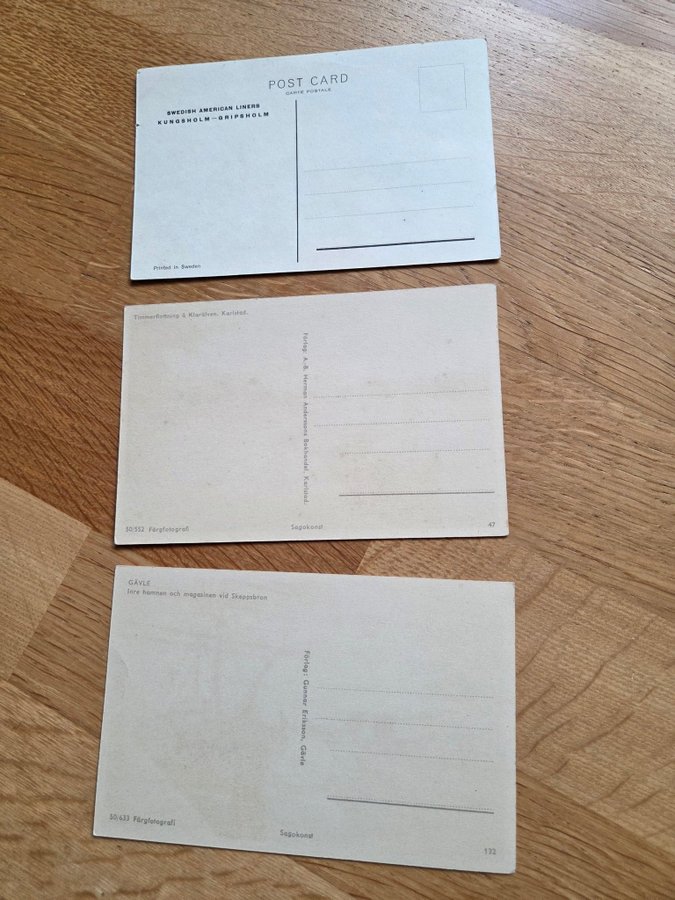 POST CARD
CARTE POSTALE
SWEDISH AMERICAN LINERS
KUNGSHOLM—GRIPSHOLM
Printed in Sweden
Timmerflottning å Klarälven. Karlstad.
Förlag: A.-B. Herman Anderssons Bokhandel, Karlstad.
50/552 Färgfotografi
Sagokonst
47
GÄVLE
Inre hamnen och magasinen vid Skeppsbron
Förlag: Gunnar Eriksson, Gävle
50/633 Färgfotografi
Sagokonst
132